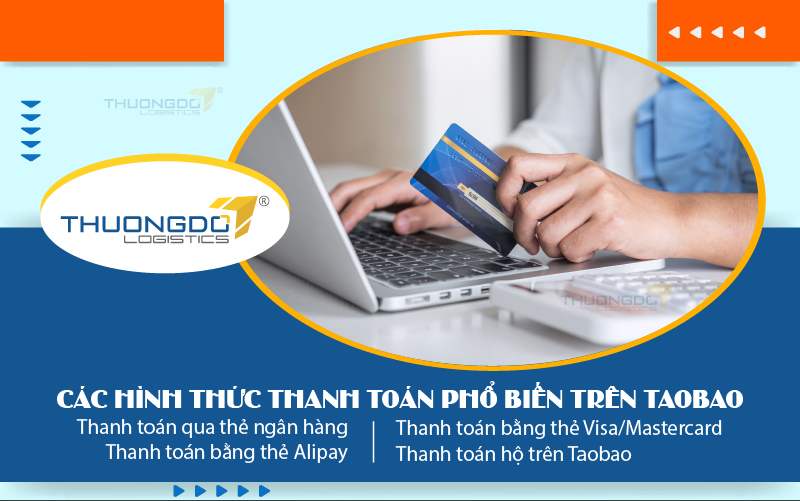 THUONGDO
LOGISTICS
THUONGDO ®
LOGISTICS
THUONGDO
LOGISTICS
CÁC HÌNH THỨC THANH TOÁN PHỔ BIẾN TRÊN TAOBAO
Thanh toán qua thẻ ngân hàng
Thanh toán bằng thẻ Alipay
Thanh toán bằng thẻ Visa/Mastercard
Thanh toán hộ trên Taobao